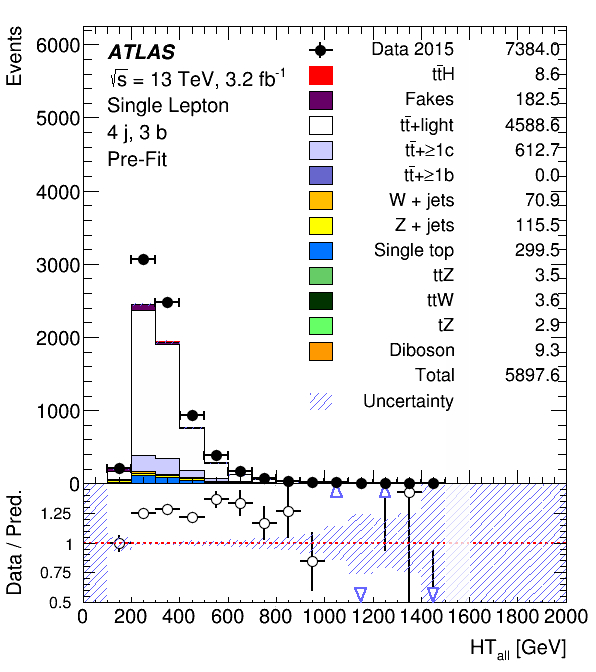 Events
6000
5000
4000
3000
2000
1000
0
ATLAS
√s = 13 TeV, 3.2 fb⁻¹
Single Lepton
4 j, 3 b
Pre-Fit
Data 2015 7384.0
tt̄H 8.6
Fakes 182.5
tt̄+light 4588.6
tt̄+≥1c 612.7
tt̄+≥1b 0.0
W + jets 70.9
Z + jets 115.5
Single top 299.5
ttZ 3.5
ttW 3.6
tZ 2.9
Diboson 9.3
Total 5897.6
Uncertainty
Data / Pred.
1.25
1
0.75
0.5
0 200 400 600 800 1000 1200 1400 1600 1800 2000
HT_all [GeV]